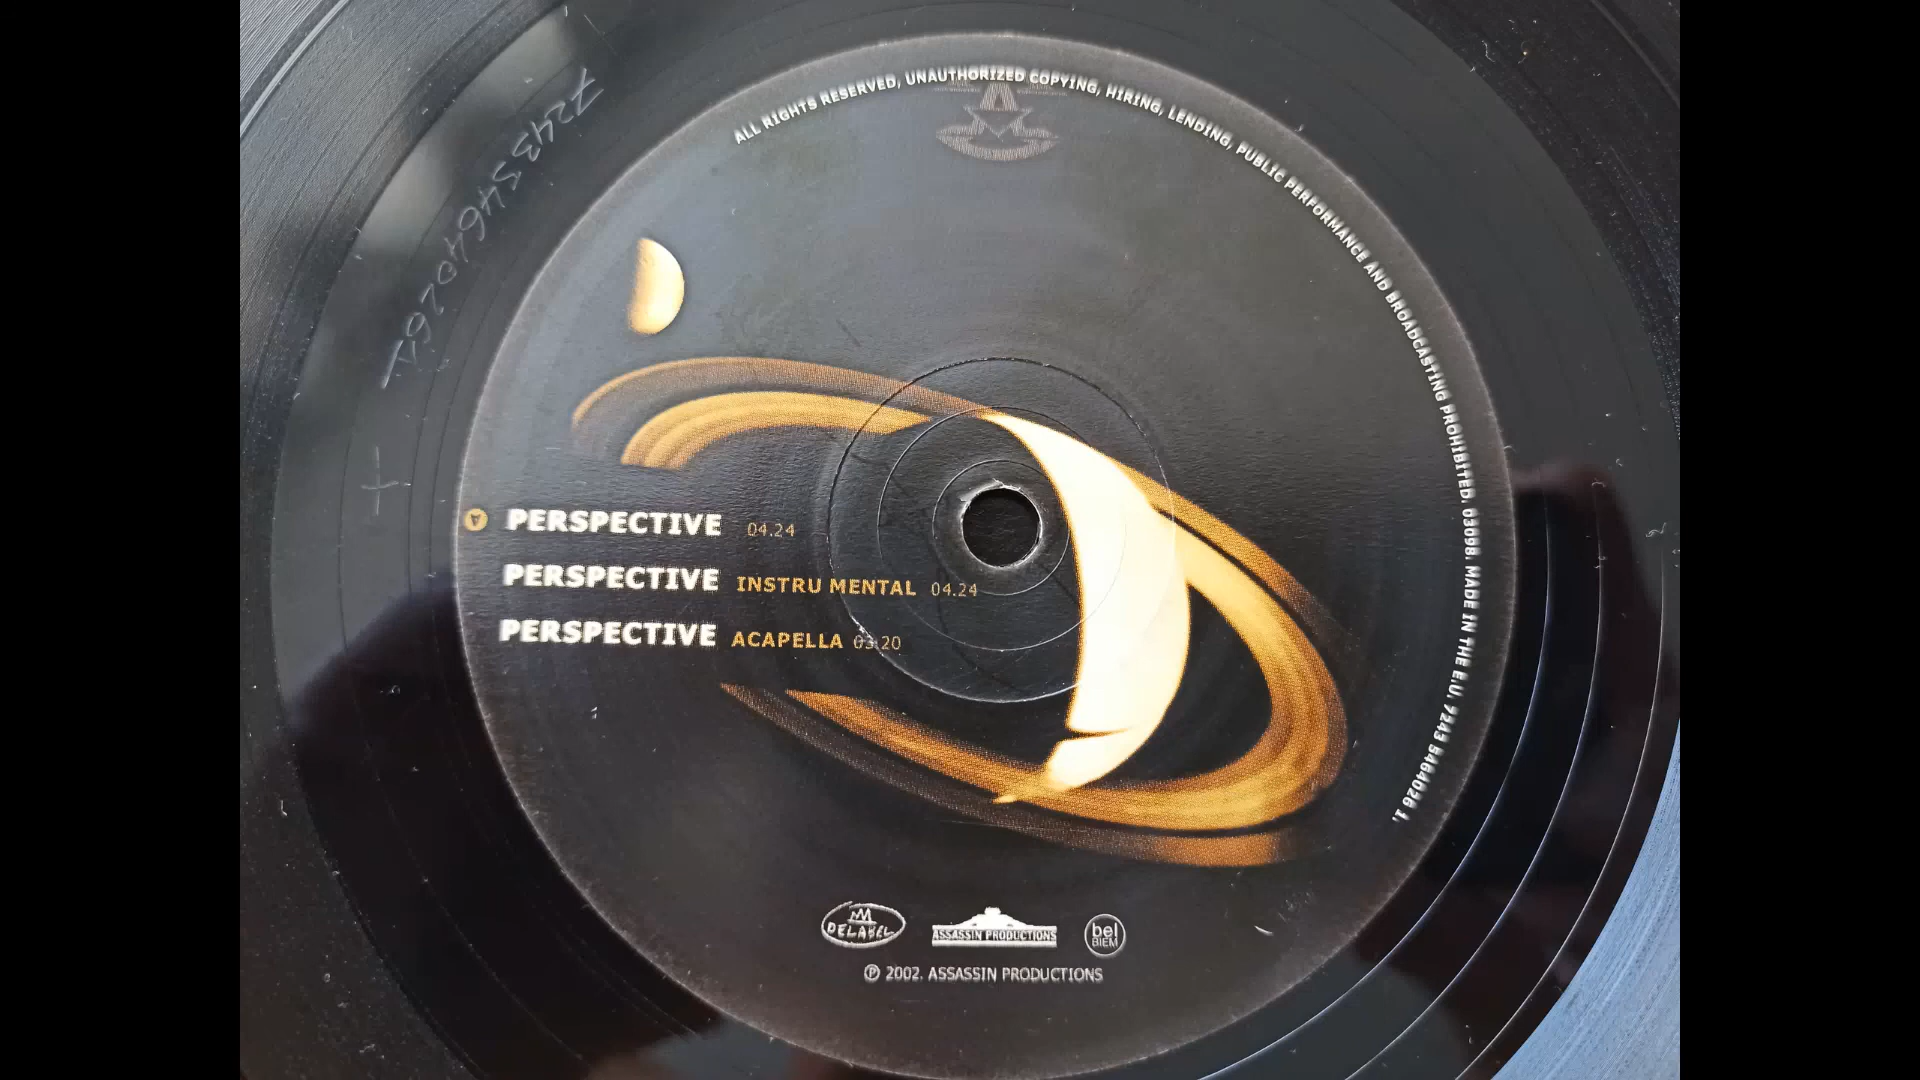 ALL RIGHTS RESERVED, UNAUTHORIZED COPYING, HIRING, LENDING, PUBLIC PERFORMANCE AND BROADCASTING PROHIBITED. 03098. MADE IN THE E.U. 7243 5464026 1.
PERSPECTIVE 04.24
PERSPECTIVE INSTRU MENTAL 04.24
PERSPECTIVE ACAPELLA 03:20
DELABEL
ASSASSIN PRODUCTIONS
bel
BIEM
℗ 2002. ASSASSIN PRODUCTIONS